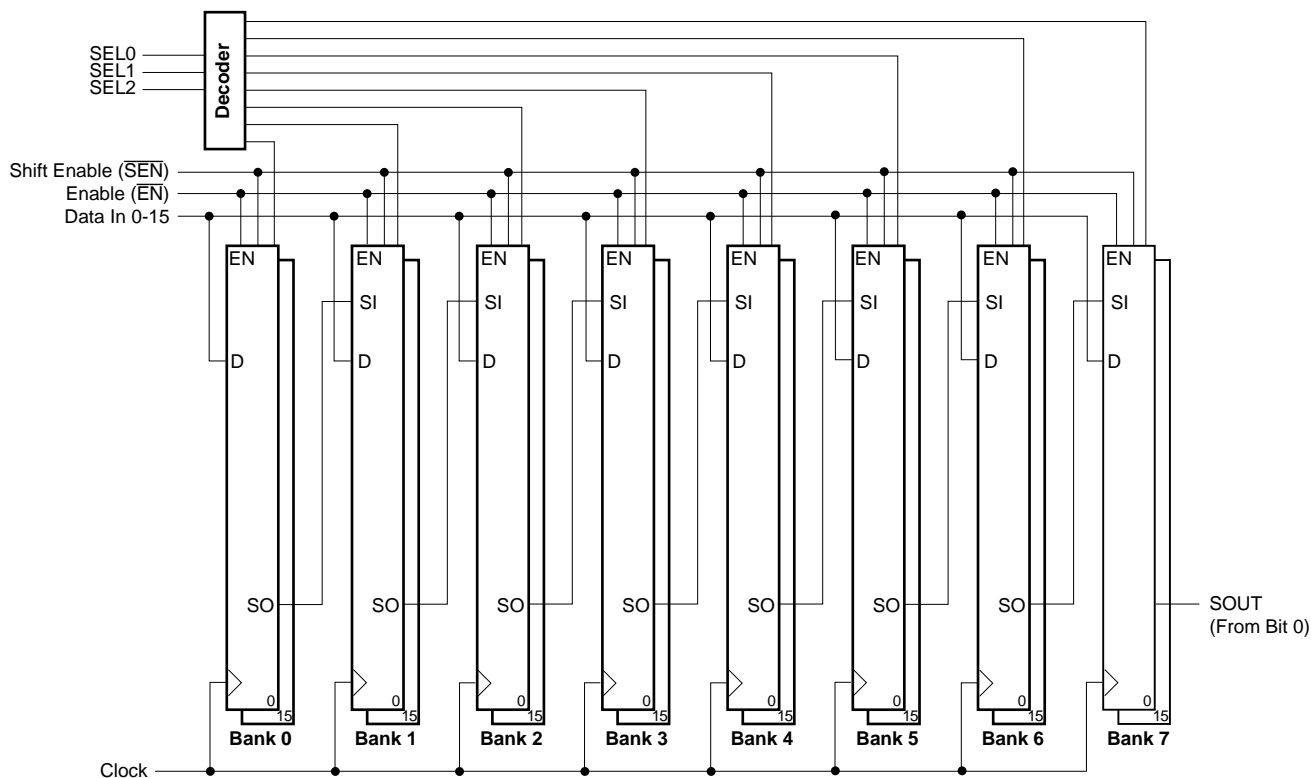 SEL0
SEL1
SEL2
Decoder
Shift Enable (S̅E̅N̅)
Enable (E̅N̅)
Data In 0-15
EN EN EN EN EN EN EN EN
SI SI SI SI SI SI SI
D D D D D D D D
SO SO SO SO SO SO SO
SOUT
(From Bit 0)
0 0 0 0 0 0 0 0
15 15 15 15 15 15 15 15
Bank 0 Bank 1 Bank 2 Bank 3 Bank 4 Bank 5 Bank 6 Bank 7
Clock